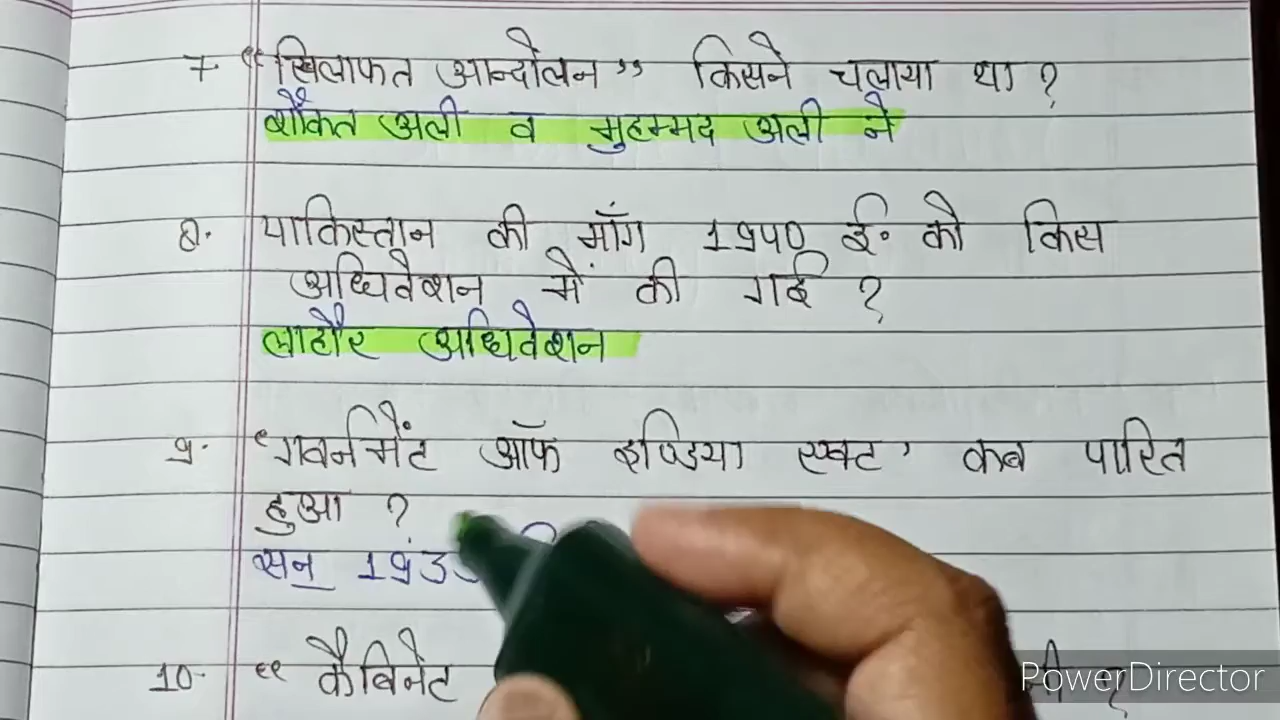 7. "खिलाफत आन्दोलन" किसने चलाया था ?
शौकत अली व मुहम्मद अली ने
8. पाकिस्तान की माँग 1940 ई० को किस
अधिवेशन में की गई ?
लाहौर अधिवेशन
9. 'गवर्नमैंट ऑफ इण्डिया एक्ट' कब पारित
हुआ ?
सन् 193
10. "कैबिनेट
PowerDirector